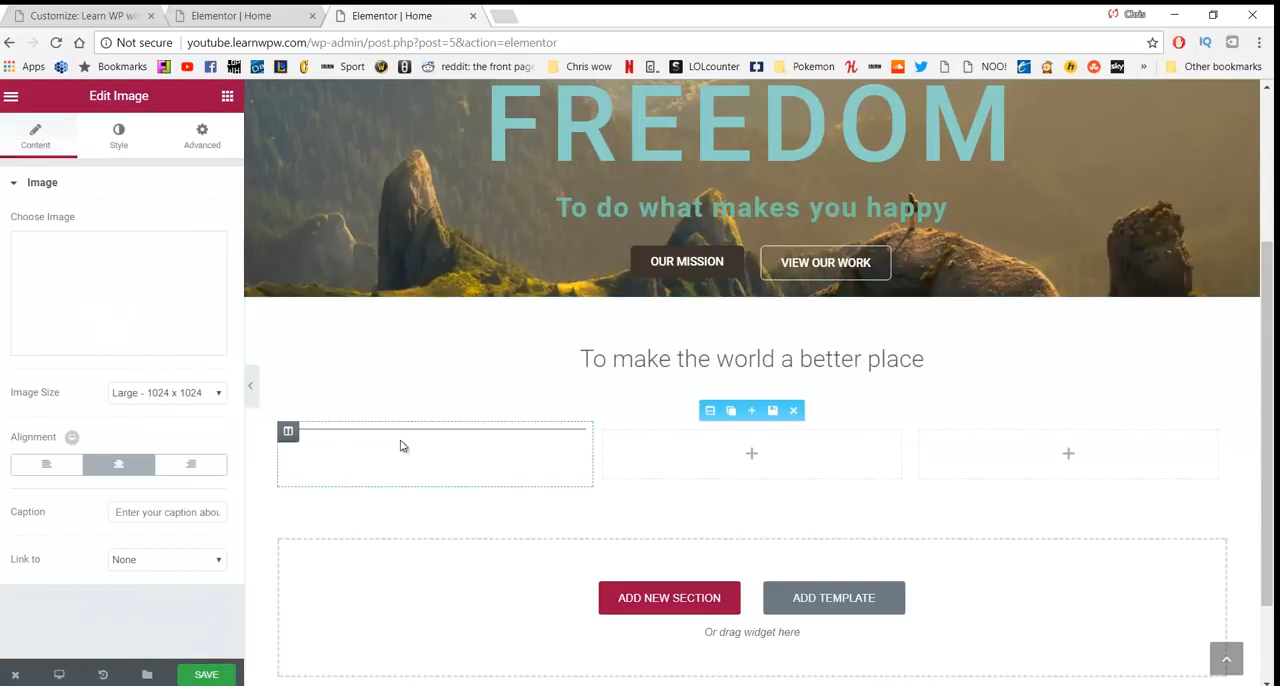 Customize: Learn WP wi
Elementor | Home
Elementor | Home
Chris
Not secure
youtube.learnwpw.com/wp-admin/post.php?post=5&action=elementor
Apps
Bookmarks
Sport
reddit: the front page
Chris wow
LOLcounter
Pokemon
NOO!
sky
»
Other bookmarks
Edit Image
Content
Style
Advanced
Image
Choose Image
Image Size
Large - 1024 x 1024
Alignment
Caption
Enter your caption abou
Link to
None
SAVE
FREEDOM
To do what makes you happy
OUR MISSION
VIEW OUR WORK
To make the world a better place
ADD NEW SECTION
ADD TEMPLATE
Or drag widget here